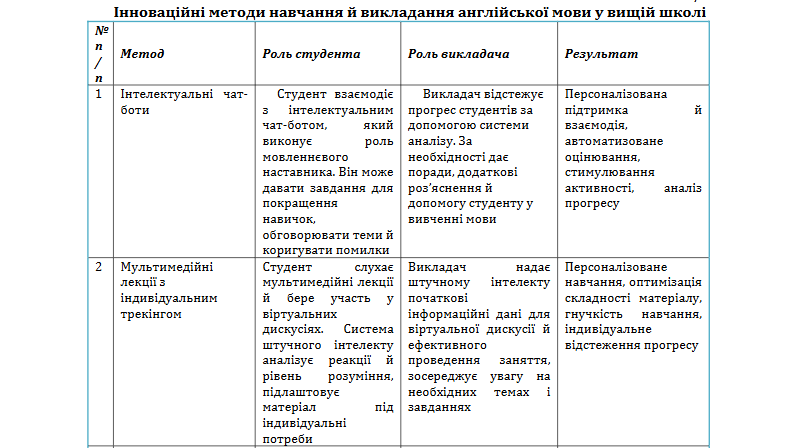 Інноваційні методи навчання й викладання англійської мови у вищій школі
№
п
/
п
Метод
Роль студента
Роль викладача
Результат
1
Інтелектуальні чат-
боти
Студент взаємодіє
з інтелектуальним
чат-ботом, який
виконує роль
мовленнєвого
наставника. Він може
давати завдання для
покращення
навичок,
обговорювати теми й
коригувати помилки
Викладач відстежує
прогрес студентів за
допомогою системи
аналізу. За
необхідності дає
поради, додаткові
роз’яснення й
допомогу студенту у
вивченні мови
Персоналізована
підтримка й
взаємодія,
автоматизоване
оцінювання,
стимулювання
активності, аналіз
прогресу
2
Мультимедійні
лекції з
індивідуальним
трекінгом
Студент слухає
мультимедійні лекції
й бере участь у
віртуальних
дискусіях. Система
штучного інтелекту
аналізує реакції й
рівень розуміння,
підлаштовує
матеріал під
індивідуальні
потреби
Викладач надає
штучному інтелекту
початкові
інформаційні дані для
віртуальної дискусії й
ефективного
проведення заняття,
зосереджує увагу на
необхідних темах і
завданнях
Персоналізоване
навчання, оптимізація
складності матеріалу,
гнучкість навчання,
індивідуальне
відстеження прогресу